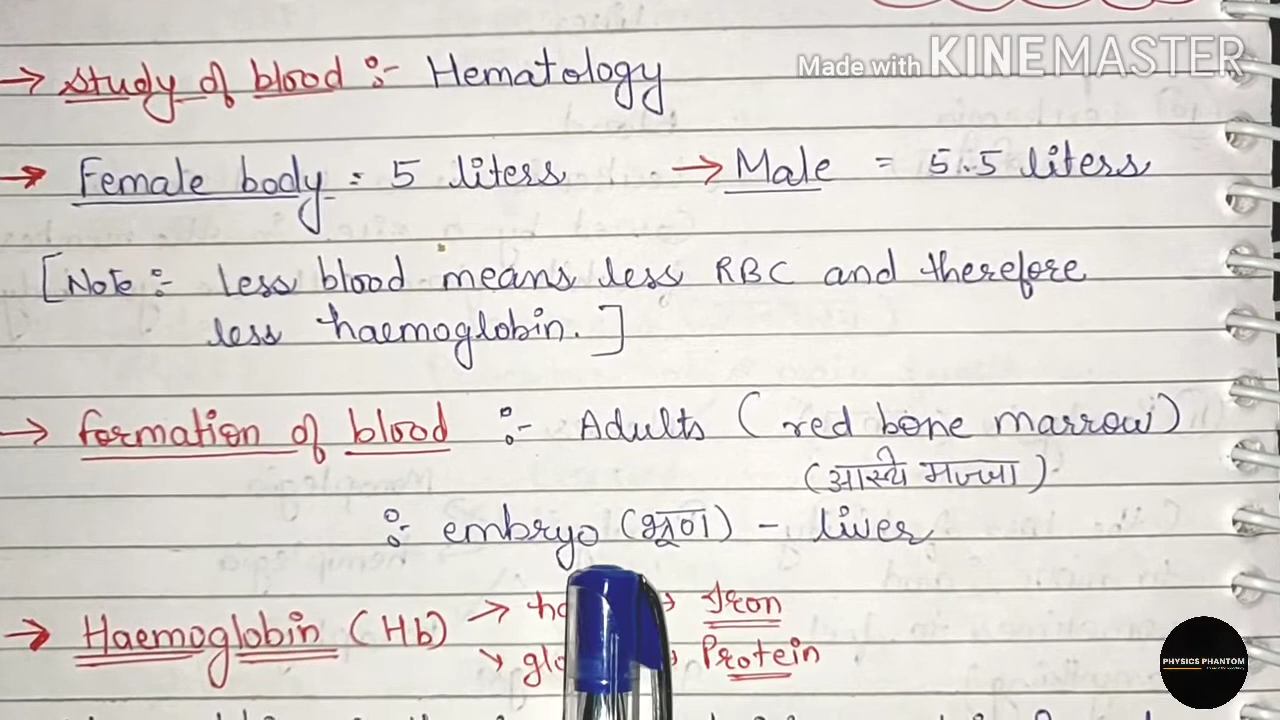 Made with KINEMASTER
→ Study of blood :- Hematology
→ Female body = 5 liters → Male = 5.5 liters
[Note :- less blood means less RBC and therefore
less haemoglobin.]
→ formation of blood :- Adults (red bone marrow)
(आस्थि मज्जा)
:- embryo (भ्रूण) - liver
→ Haemoglobin (Hb) → → Iron
↘ → Protein
PHYSICS PHANTOM